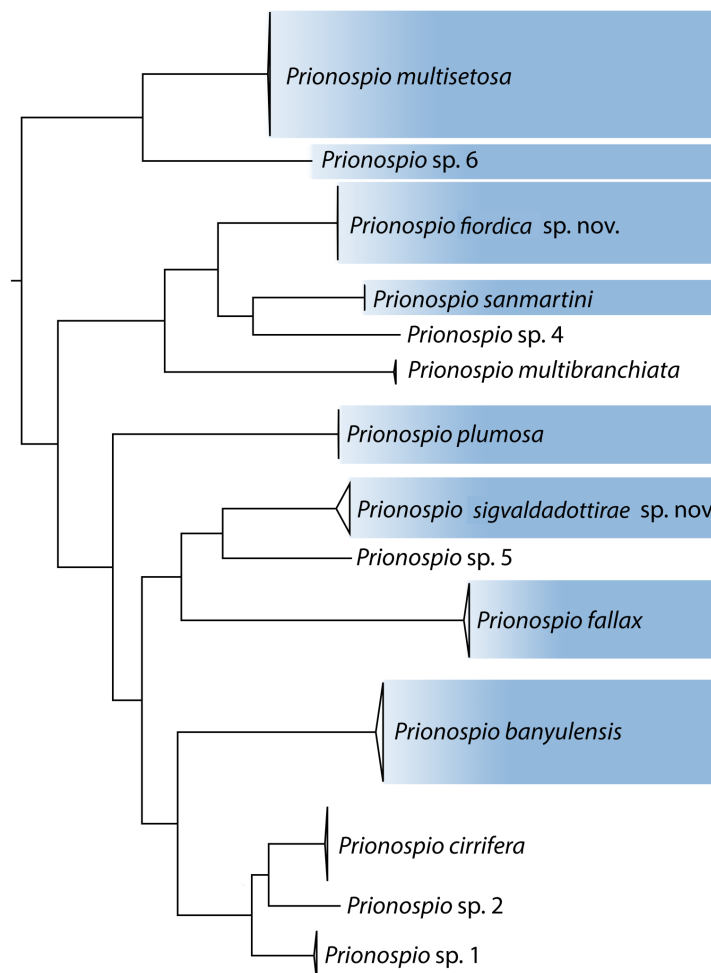 Prionospio multisetosa
Prionospio sp. 6
Prionospio fiordica sp. nov.
Prionospio sanmartini
Prionospio sp. 4
Prionospio multibranchiata
Prionospio plumosa
Prionospio sigvaldadottirae sp. nov
Prionospio sp. 5
Prionospio fallax
Prionospio banyulensis
Prionospio cirrifera
Prionospio sp. 2
Prionospio sp. 1